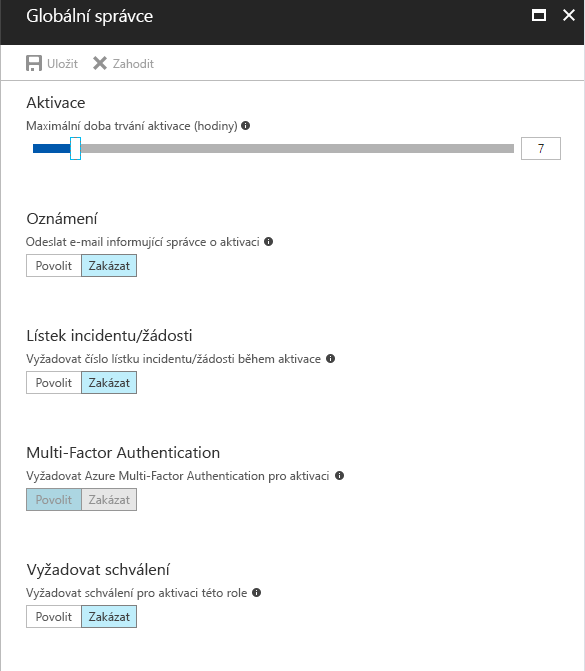 Globální správce
Uložit Zahodit
Aktivace
Maximální doba trvání aktivace (hodiny)
7
Oznámení
Odeslat e-mail informující správce o aktivaci
Povolit Zakázat
Lístek incidentu/žádosti
Vyžadovat číslo lístku incidentu/žádosti během aktivace
Povolit Zakázat
Multi-Factor Authentication
Vyžadovat Azure Multi-Factor Authentication pro aktivaci
Povolit Zakázat
Vyžadovat schválení
Vyžadovat schválení pro aktivaci této role
Povolit Zakázat